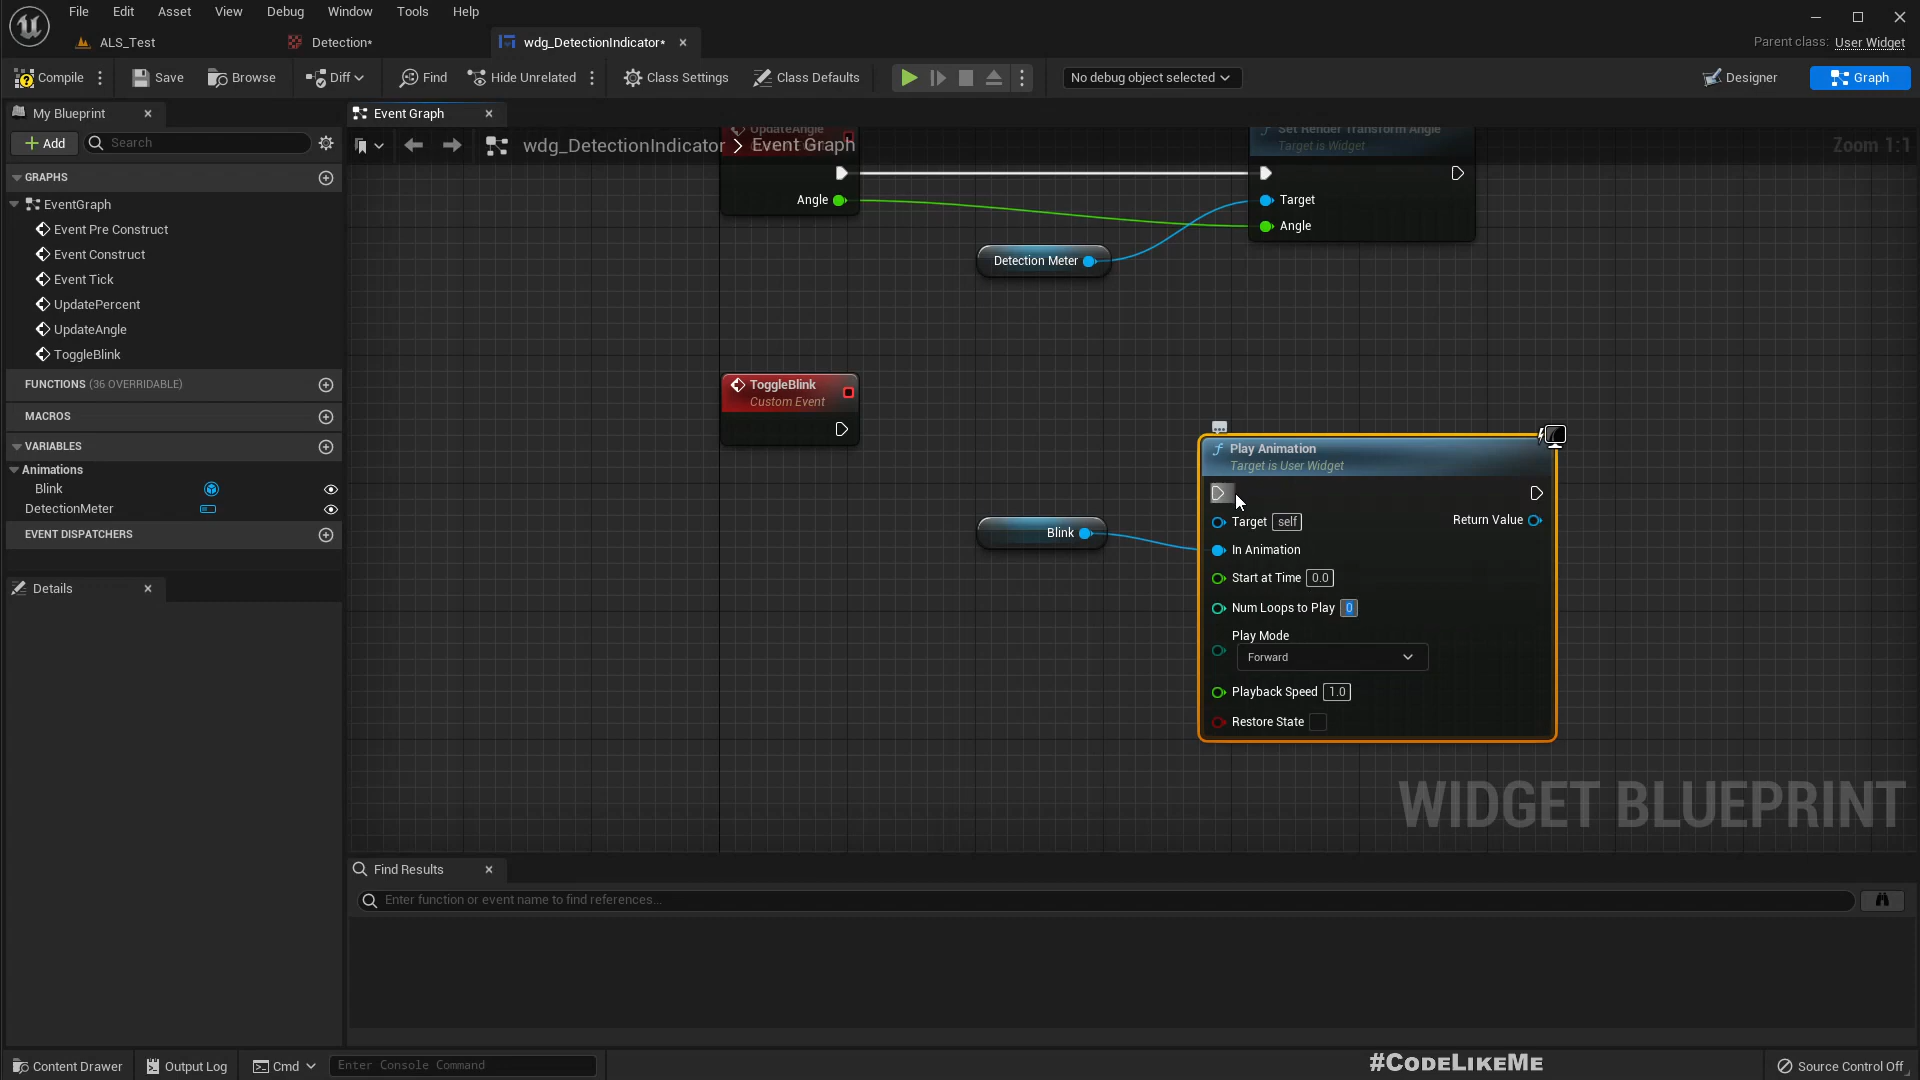 File Edit Asset View Debug Window Tools Help
ALS_Test Detection* wdg_DetectionIndicator* Parent class: User Widget
Compile Save Browse Diff Find Hide Unrelated Class Settings Class Defaults No debug object selected Designer Graph
My Blueprint Event Graph
Add Search wdg_DetectionIndicator > Event Graph Zoom 1:1
GRAPHS
EventGraph
Event Pre Construct
Event Construct
Event Tick
UpdatePercent
UpdateAngle
ToggleBlink
FUNCTIONS (36 OVERRIDABLE)
MACROS
VARIABLES
Animations
Blink
DetectionMeter
EVENT DISPATCHERS
Details
UpdateAngle
Angle
Set Render Transform Angle
Target is Widget
Target
Angle
Detection Meter
ToggleBlink
Custom Event
Blink
Play Animation
Target is User Widget
Target self Return Value
In Animation
Start at Time 0.0
Num Loops to Play 0
Play Mode
Forward
Playback Speed 1.0
Restore State
WIDGET BLUEPRINT
Find Results
Enter function or event name to find references...
Content Drawer Output Log Cmd Enter Console Command #CODELIKEME Source Control Off